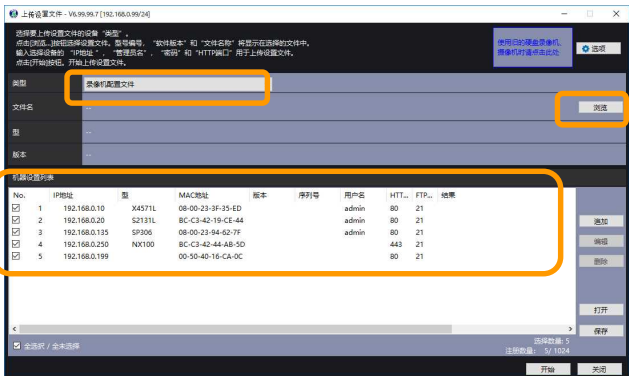 上传设置文件 - V6.99.99.7 [192.168.0.99/24]
选择要上传设置文件的设备 "类型" 。
点击[浏览...]按钮选择设置文件。型号编号, "软件版本" 和 "文件名称" 将显示在选择的文件中。
输入选择设备的 "IP地址" , "管理员名" , "密码" 和 "HTTP端口" 用于上传设置文件。
点击[开始]按钮, 开始上传设置文件。
使用旧的硬盘录像机,
摄像机时请点击此处
选项
类型
录像机配置文件
文件名
--
浏览
型
--
版本
--
机器设置列表
No. IP地址 型 MAC地址 版本 序列号 用户名 HTT... FTP... 结果
1 192.168.0.10 X4571L 08-00-23-3F-35-ED admin 80 21
2 192.168.0.20 S2131L BC-C3-42-19-CE-44 admin 80 21
3 192.168.0.135 SP306 08-00-23-94-62-7F admin 80 21
4 192.168.0.250 NX100 BC-C3-42-44-AB-5D 443 21
5 192.168.0.199 00-50-40-16-CA-0C 80 21
追加
编辑
删除
打开
保存
全选択 / 全未选择
选择数量: 5
注册数量: 5/ 1024
开始
关闭